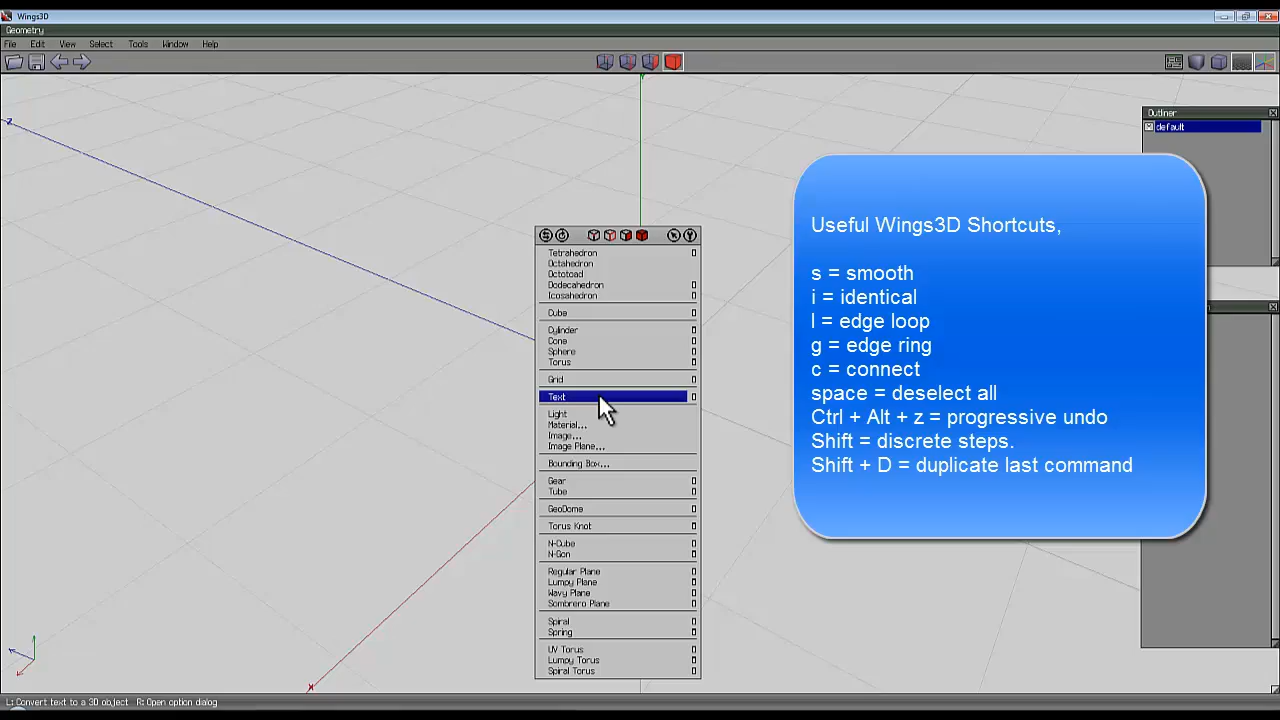 Wings3D
Geometry
File Edit View Select Tools Window Help
Outliner
default
Z
Y
X
Tetrahedron
Octahedron
Octotoad
Dodecahedron
Icosahedron
Cube
Cylinder
Cone
Sphere
Torus
Grid
Text
Light
Material...
Image...
Image Plane...
Bounding Box...
Gear
Tube
GeoDome
Torus Knot
N-Cube
N-Gon
Regular Plane
Lumpy Plane
Wavy Plane
Sombrero Plane
Spiral
Spring
UV Torus
Lumpy Torus
Spiral Torus
Useful Wings3D Shortcuts,
s = smooth
i = identical
l = edge loop
g = edge ring
c = connect
space = deselect all
Ctrl + Alt + z = progressive undo
Shift = discrete steps.
Shift + D = duplicate last command
L: Convert text to a 3D object R: Open option dialog